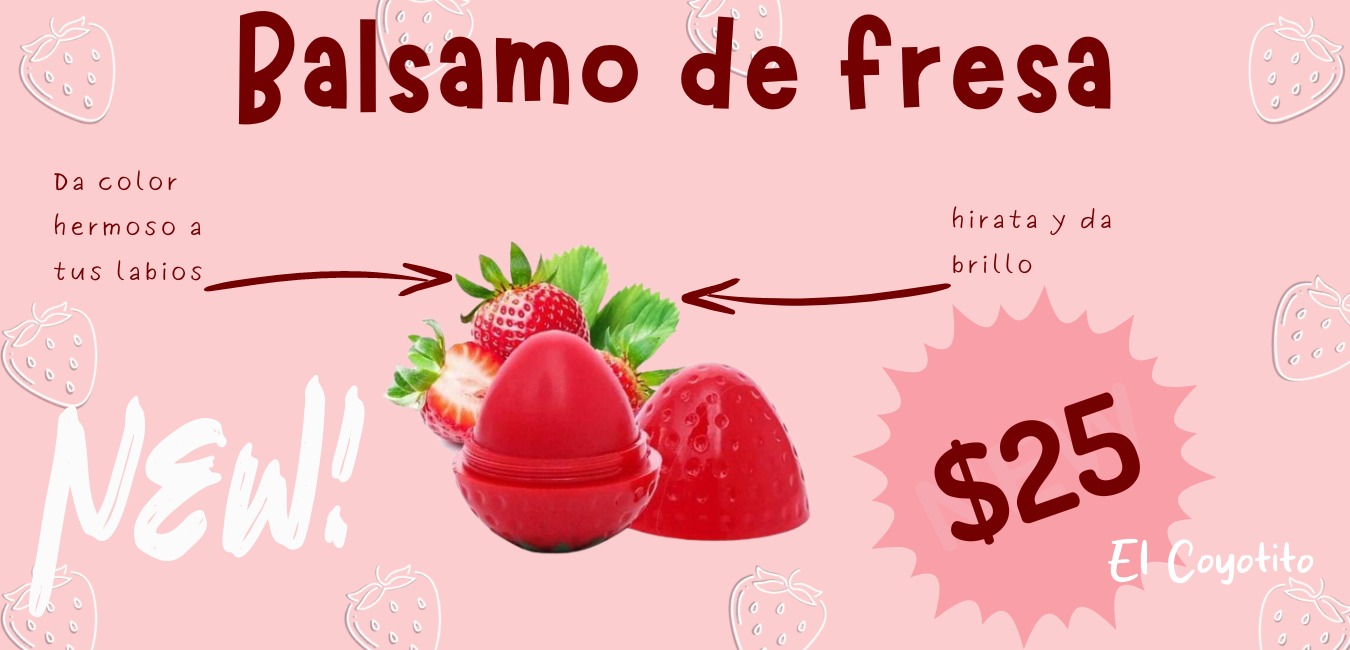 Balsamo de fresa
Da color
hermoso a
tus labios
hirata y da
brillo
NEW!
$25
El Coyotito